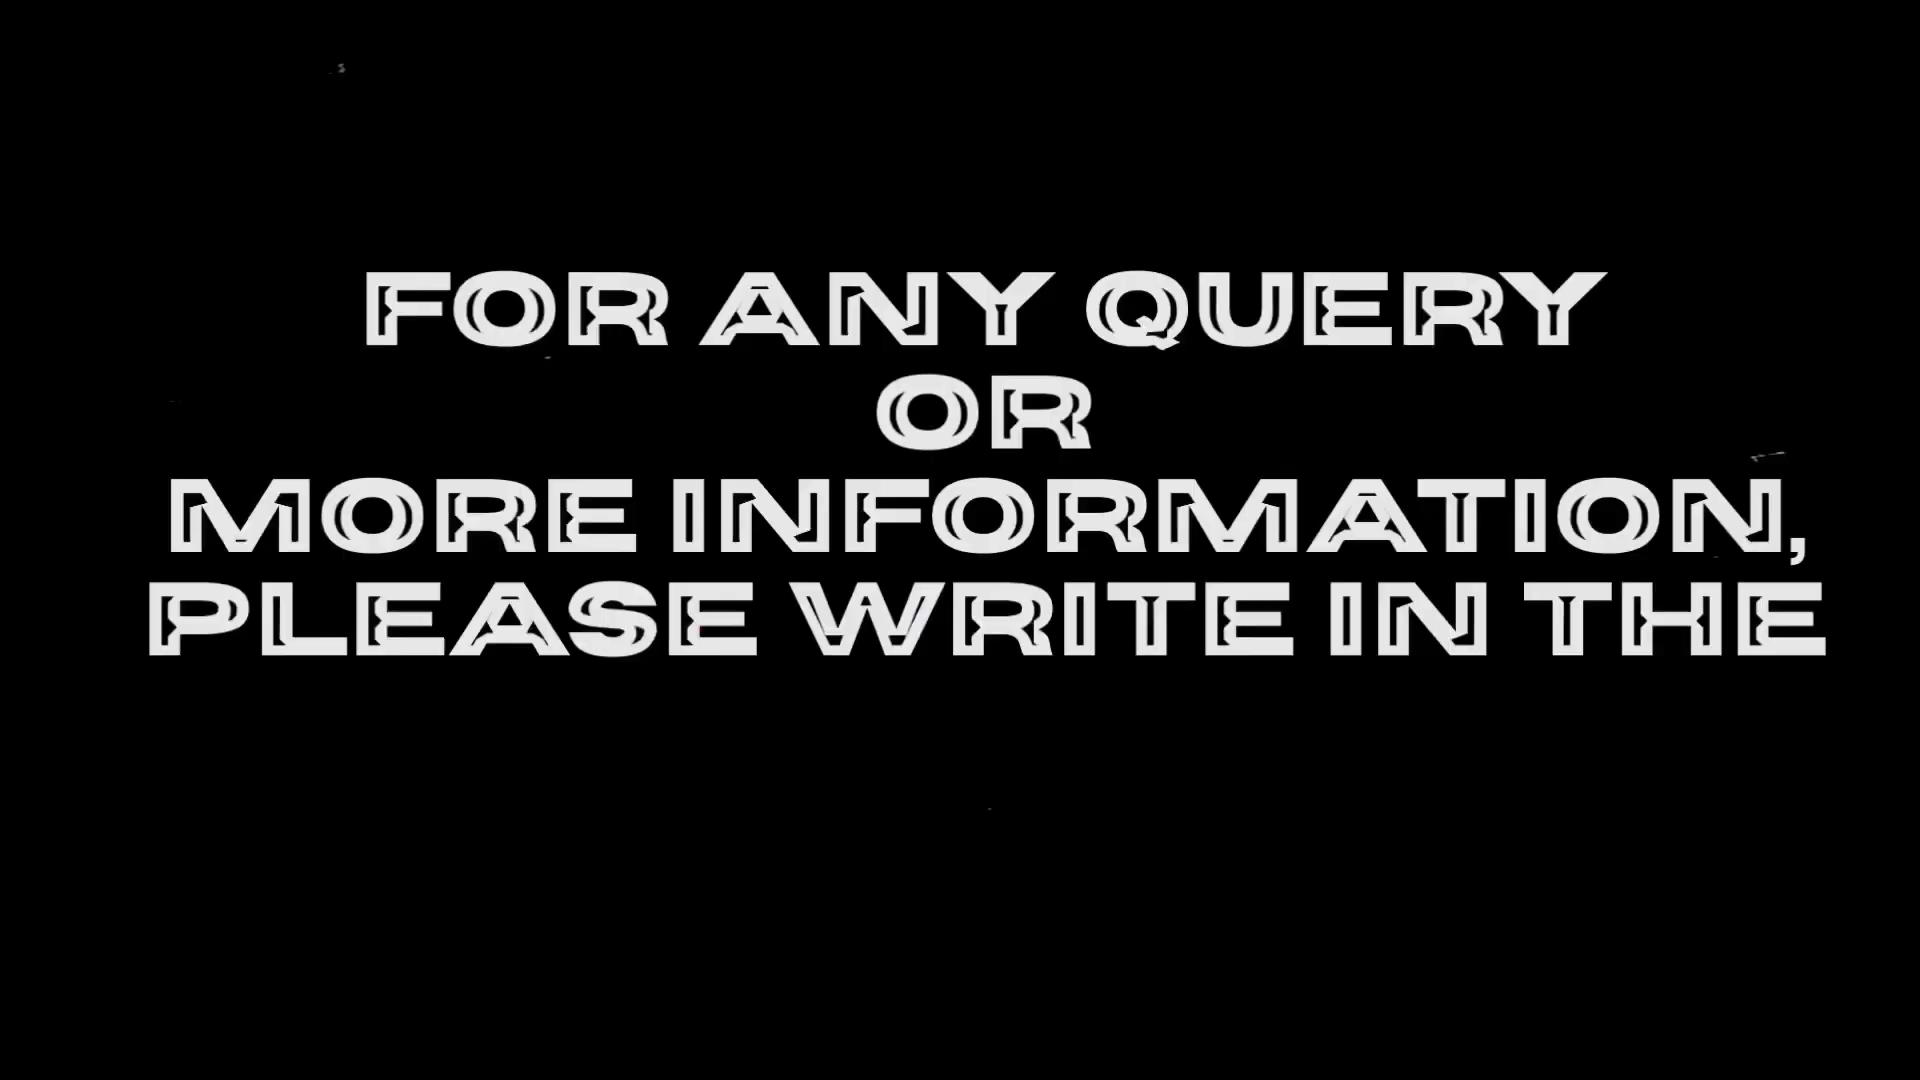 FOR ANY QUERY
OR
MORE INFORMATION,
PLEASE WRITE IN THE